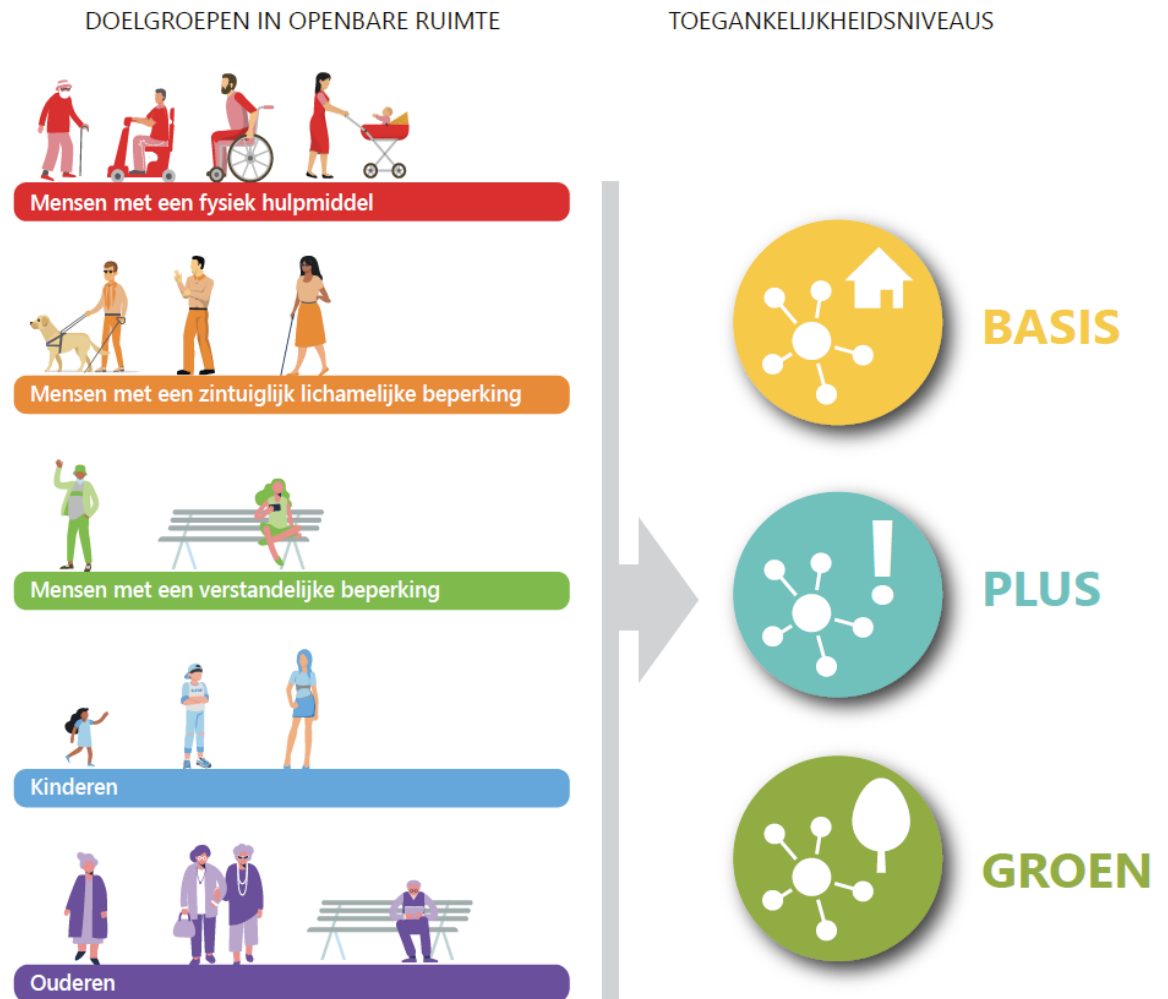 DOELGROEPEN IN OPENBARE RUIMTE
Mensen met een fysiek hulpmiddel
Mensen met een zintuiglijk lichamelijke beperking
Mensen met een verstandelijke beperking
Kinderen
Ouderen
TOEGANKELIJKHEIDSNIVEAUS
BASIS
PLUS
GROEN